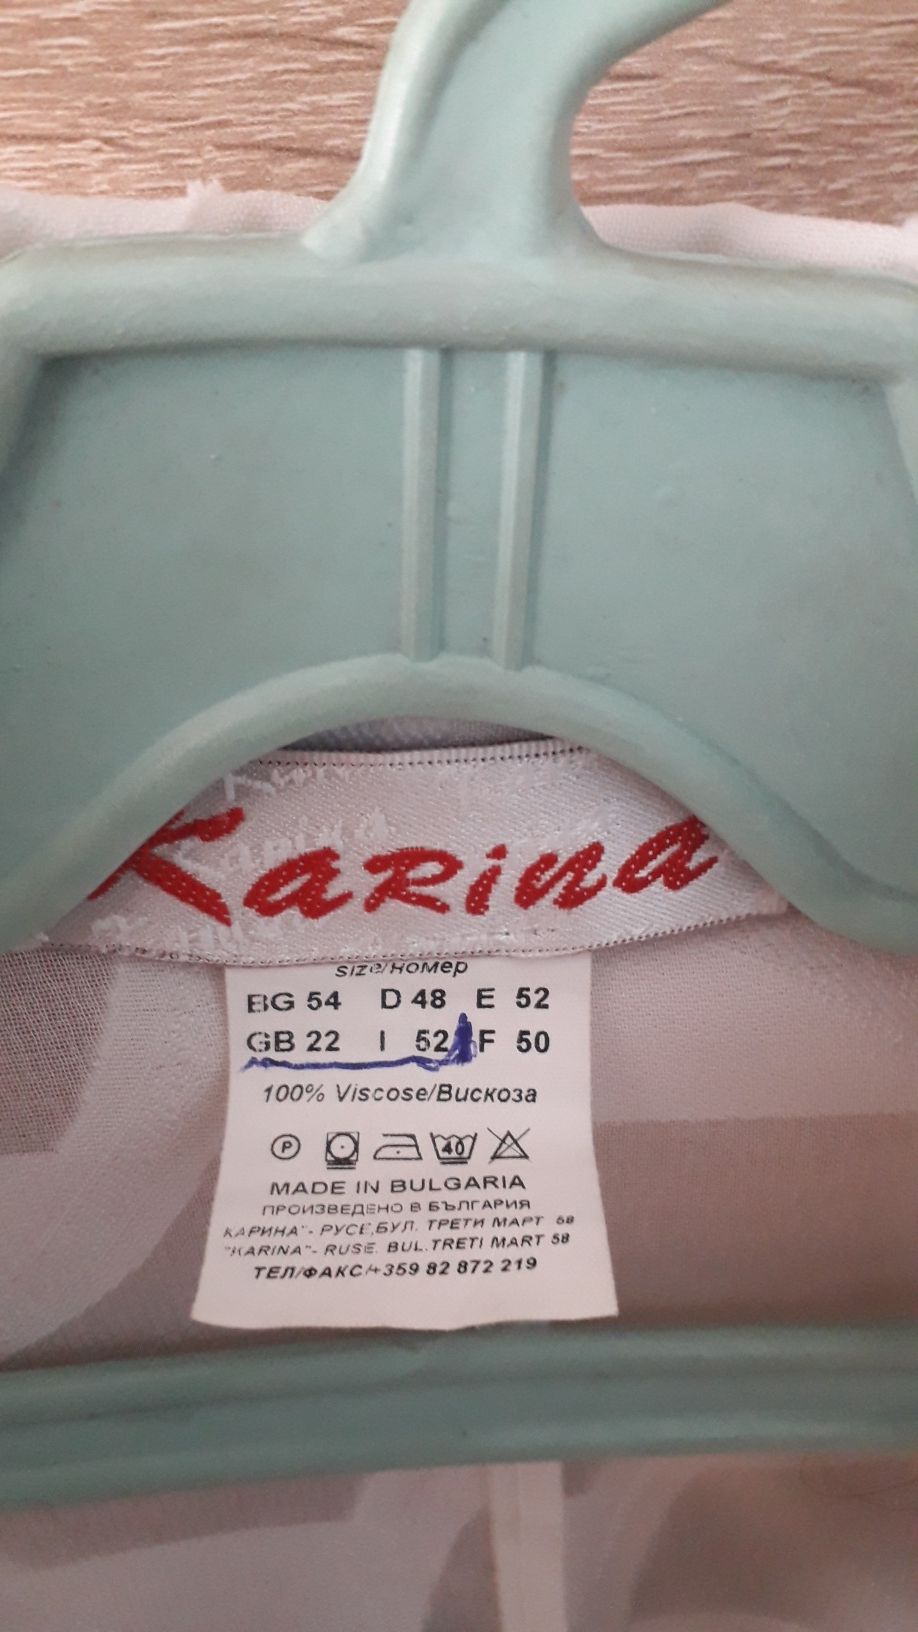 Karina
size/номер
BG 54 D 48 E 52
GB 22 I 52 F 50
100% Viscose/Вискоза
P
40
MADE IN BULGARIA
ПРОИЗВЕДЕНО В БЪЛГАРИЯ
КАРИНА"- РУСЕ,БУЛ. ТРЕТИ МАРТ 58
"KARINA"- RUSE. BUL.TRETI MART 58
ТЕЛ/ФАКС/+359 82 872 219